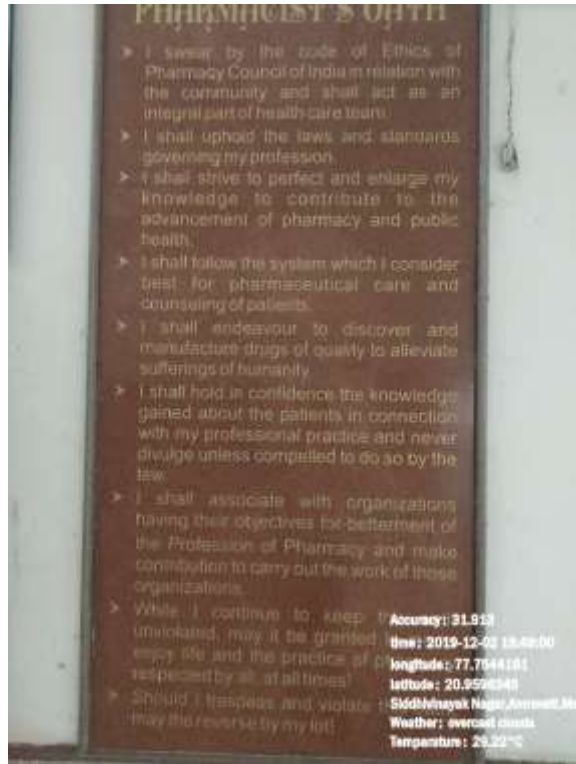 PHARMACIST'S OATH
➤ I swear by the code of Ethics of
Pharmacy Council of India in relation with
the community and shall act as an
integral part of health care team.
➤ I shall uphold the laws and standards
governing my profession.
➤ I shall strive to perfect and enlarge my
knowledge to contribute to the
advancement of pharmacy and public
health.
➤ I shall follow the system which I consider
best for pharmaceutical care and
counseling of patients.
➤ I shall endeavour to discover and
manufacture drugs of quality to alleviate
sufferings of humanity.
➤ I shall hold in confidence the knowledge
gained about the patients in connection
with my professional practice and never
divulge unless compelled to do so by the
law.
➤ I shall associate with organizations
having their objectives for betterment of
the Profession of Pharmacy and make
contribution to carry out the work of those
organizations.
➤ While I continue to keep
unviolated, may it be granted
enjoy life and the practice of
respected by all, at all times!
➤ Should I trespass and violate
may the reverse by my lot!
Accuracy: 31.912
time: 2019-12-02
longitude: 77.7544191
latitude: 20.9596948
Siddhivinayak Nagar,Amravati,
Weather: overcast clouds
Temperature: 29.22°C